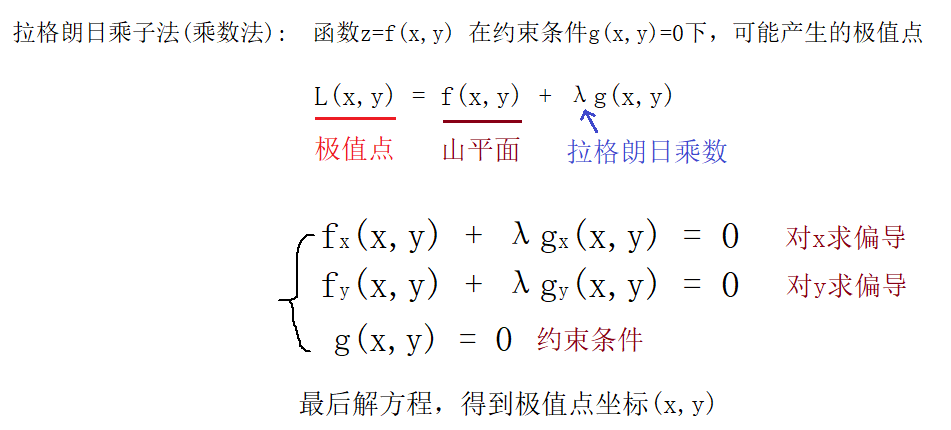 拉格朗日乘子法(乘数法): 函数z=f(x,y) 在约束条件g(x,y)=0下，可能产生的极值点
L(x,y) = f(x,y) + λg(x,y)
极值点 山平面 拉格朗日乘数
fx(x,y) + λgx(x,y) = 0 对x求偏导
fy(x,y) + λgy(x,y) = 0 对y求偏导
g(x,y) = 0 约束条件
最后解方程，得到极值点坐标(x,y)